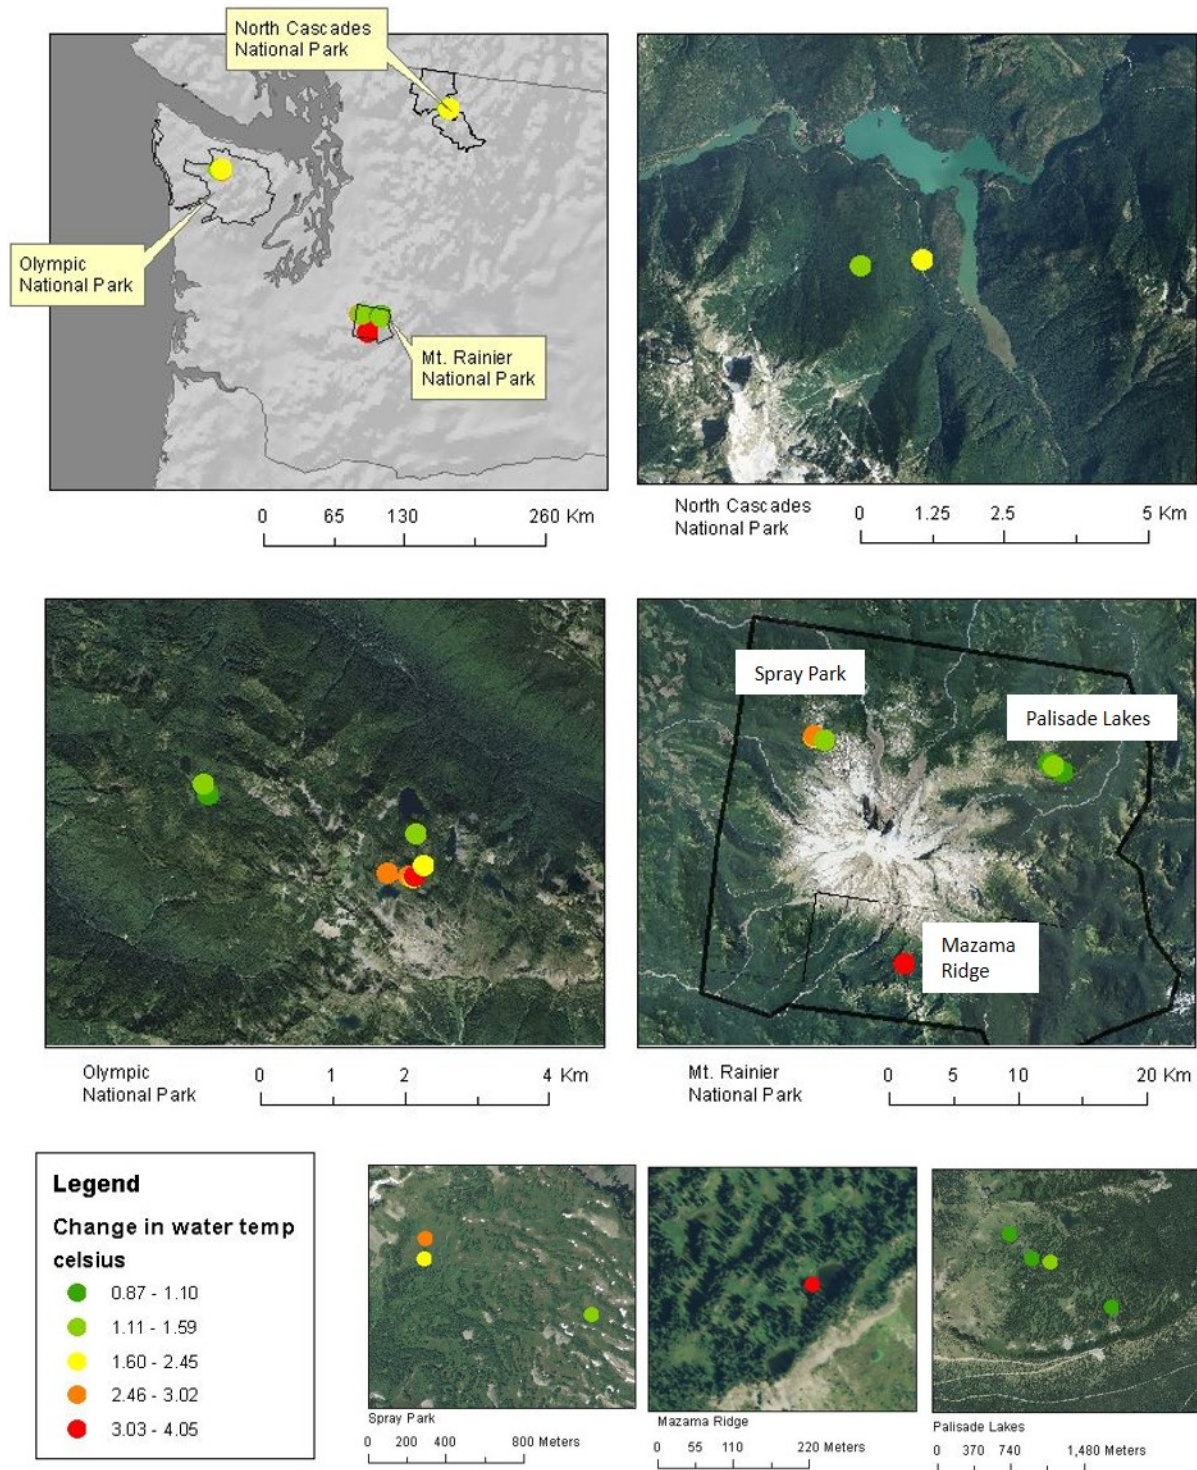 North Cascades
National Park
Olympic
National Park
Mt. Rainier
National Park
0 65 130 260 Km
North Cascades
National Park
0 1.25 2.5 5 Km
Spray Park
Palisade Lakes
Mazama
Ridge
Olympic
National Park
0 1 2 4 Km
Mt. Rainier
National Park
0 5 10 20 Km
Legend
Change in water temp
celsius
0.87 - 1.10
1.11 - 1.59
1.60 - 2.45
2.46 - 3.02
3.03 - 4.05
Spray Park
0 200 400 800 Meters
Mazama Ridge
0 55 110 220 Meters
Palisade Lakes
0 370 740 1,480 Meters